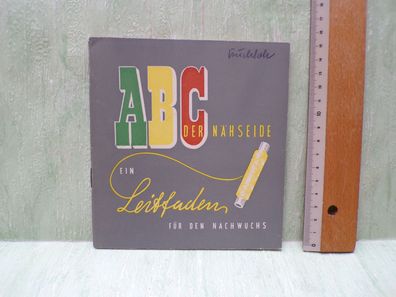 ABC
DER NÄHSEIDE
EIN
Leitfaden
FÜR DEN NACHWUCHS